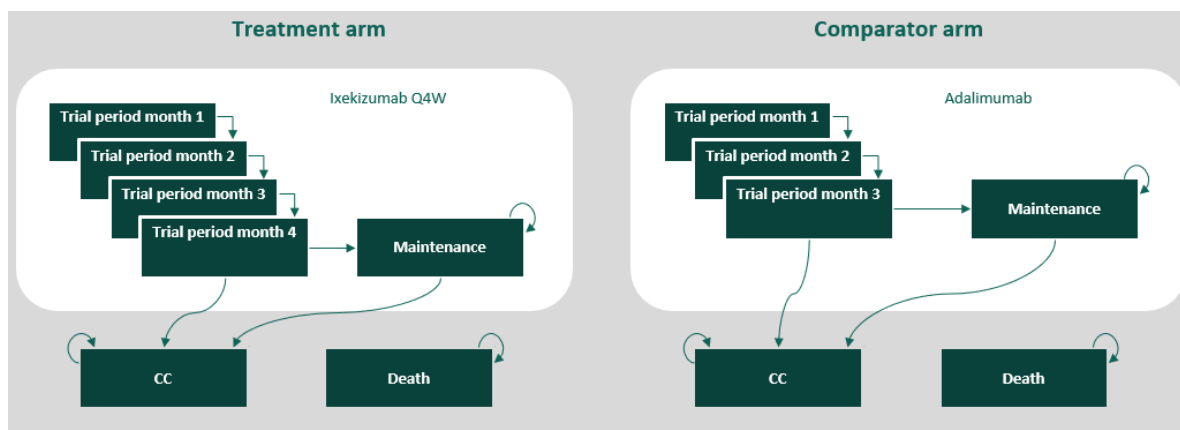 Treatment arm
Ixekizumab Q4W
Trial period month 1
Trial period month 2
Trial period month 3
Trial period month 4
Maintenance
CC
Death
Comparator arm
Adalimumab
Trial period month 1
Trial period month 2
Trial period month 3
Maintenance
CC
Death